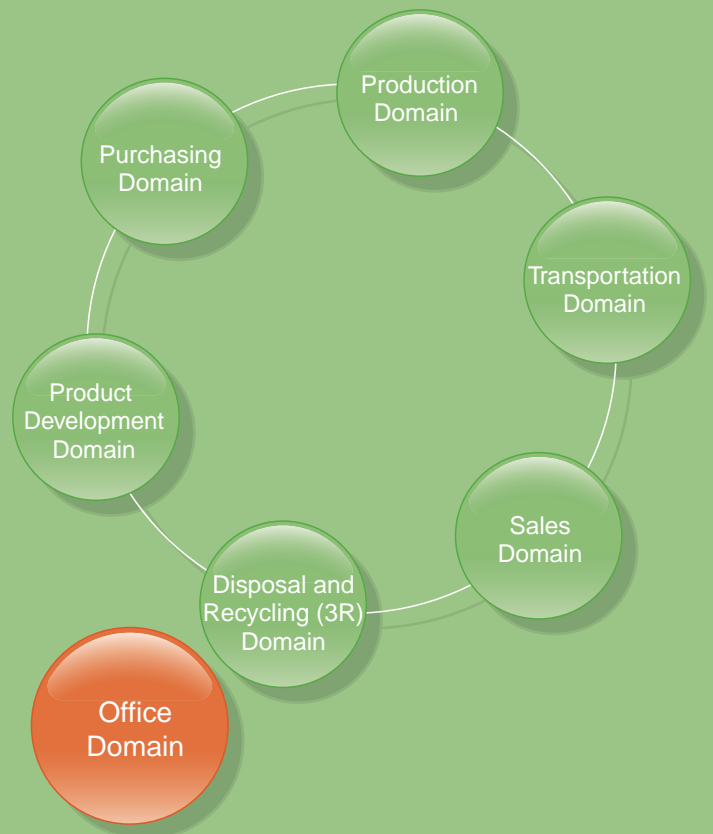 Production
Domain
Purchasing
Domain
Transportation
Domain
Product
Development
Domain
Sales
Domain
Disposal and
Recycling (3R)
Domain
Office
Domain